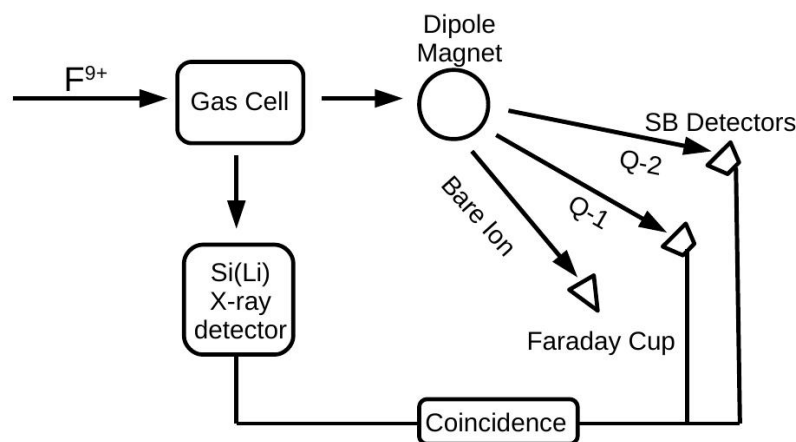 Dipole
Magnet
F⁹⁺
Gas Cell
SB Detectors
Q-2
Q-1
Bare Ion
Si(Li)
X-ray
detector
Faraday Cup
Coincidence